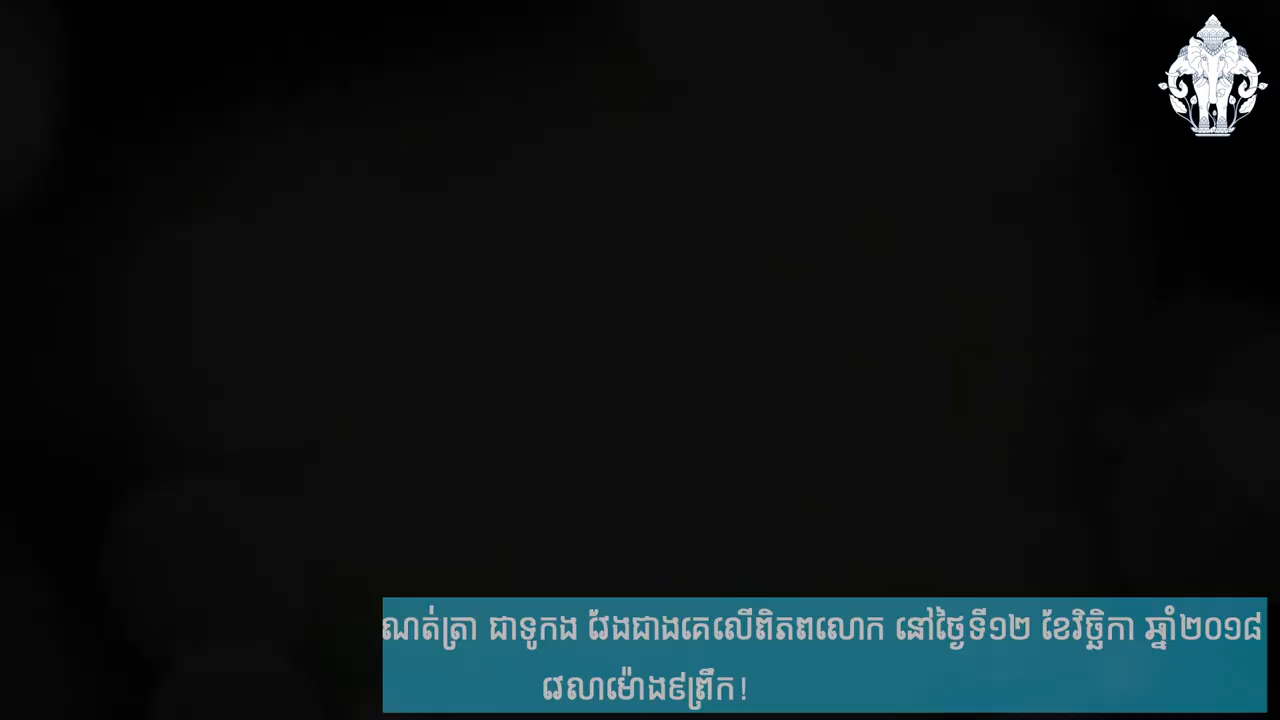 ណត់ត្រា ជាទូកង វែងជាងគេលើពិតពលោក នៅថ្ងៃទី១២ ខែវិច្ឆិកា ឆ្នាំ២០១៨
វេលាម៉ោង៩ព្រឹក!